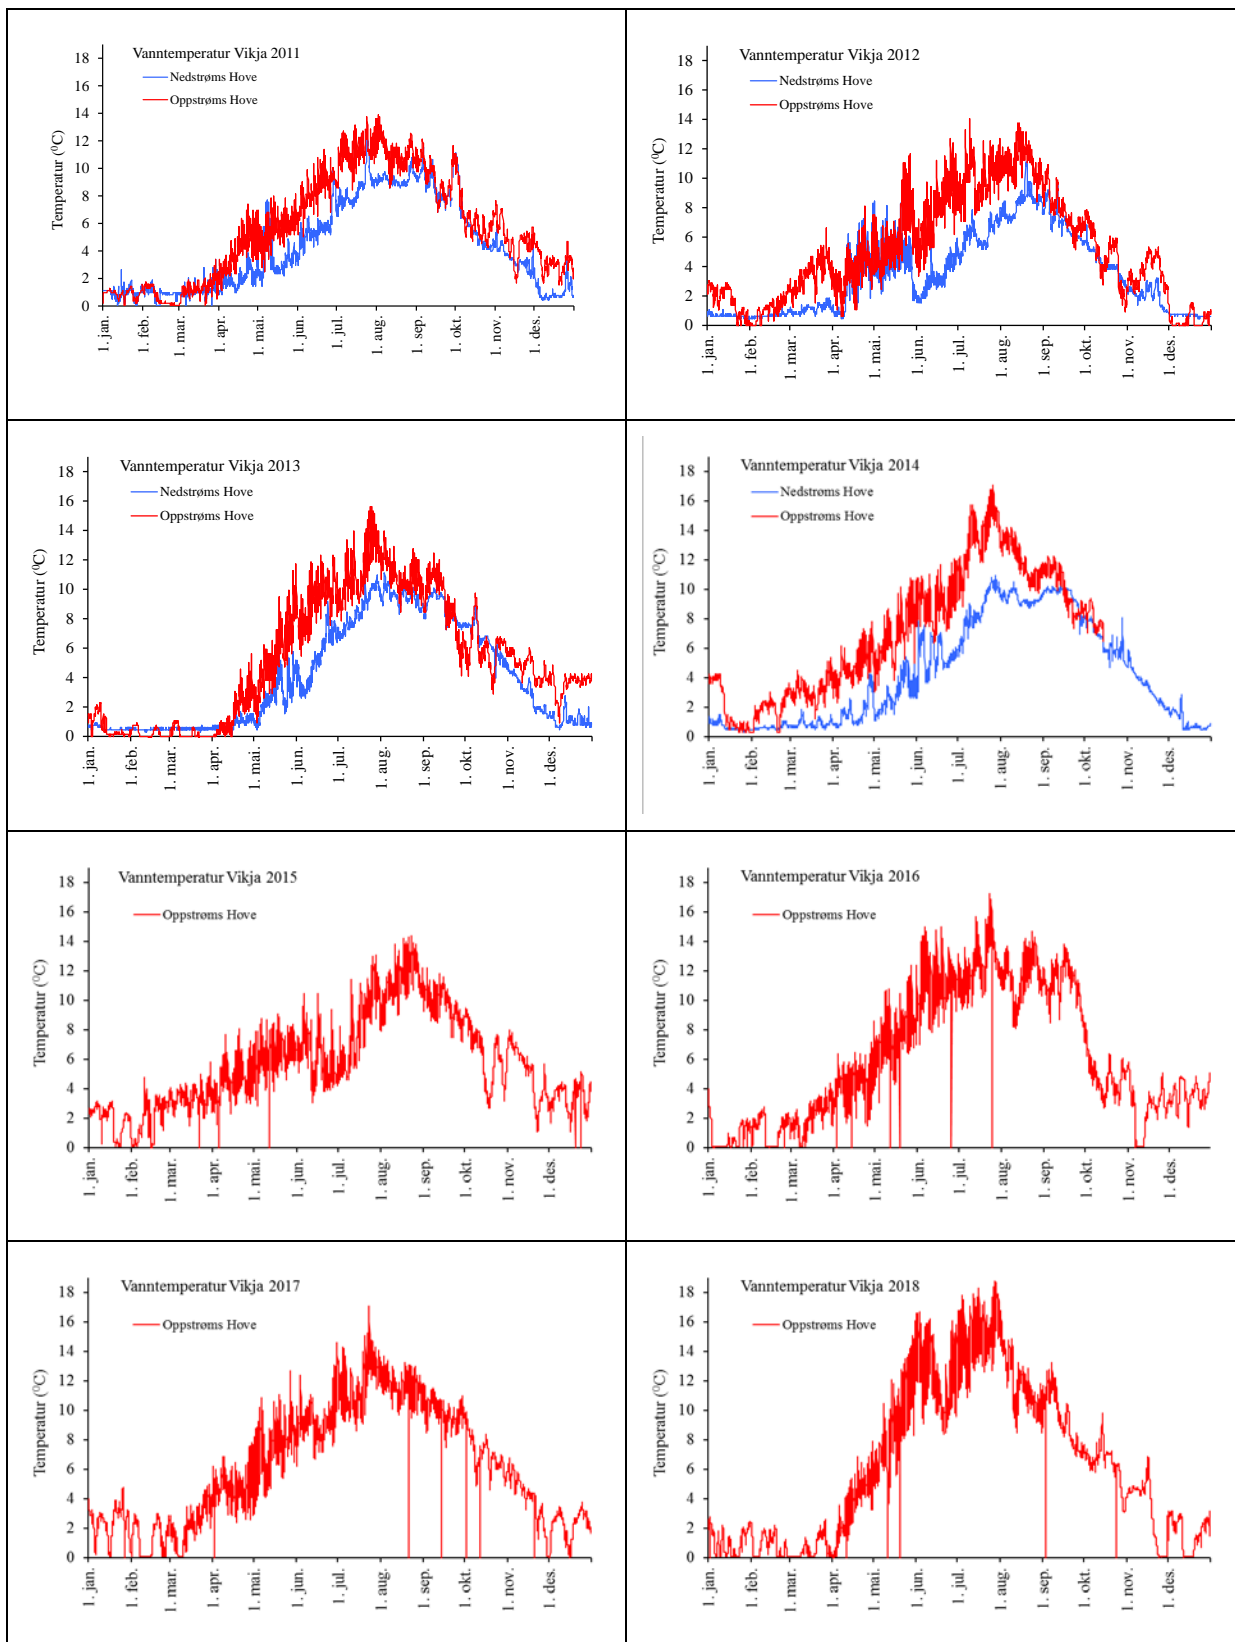 Vanntemperatur Vikja 2011
Nedstrøms Hove
Oppstrøms Hove
Temperatur (⁰C)
18
16
14
12
10
8
6
4
2
0
1. jan.
1. feb.
1. mar.
1. apr.
1. mai.
1. jun.
1. jul.
1. aug.
1. sep.
1. okt.
1. nov.
1. des.
Vanntemperatur Vikja 2012
Nedstrøms Hove
Oppstrøms Hove
Temperatur (⁰C)
18
16
14
12
10
8
6
4
2
0
1. jan.
1. feb.
1. mar.
1. apr.
1. mai.
1. jun.
1. jul.
1. aug.
1. sep.
1. okt.
1. nov.
1. des.
Vanntemperatur Vikja 2013
Nedstrøms Hove
Oppstrøms Hove
Temperatur (⁰C)
18
16
14
12
10
8
6
4
2
0
1. jan.
1. feb.
1. mar.
1. apr.
1. mai.
1. jun.
1. jul.
1. aug.
1. sep.
1. okt.
1. nov.
1. des.
Vanntemperatur Vikja 2014
Nedstrøms Hove
Oppstrøms Hove
Temperatur (⁰C)
18
16
14
12
10
8
6
4
2
0
1. jan.
1. feb.
1. mar.
1. apr.
1. mai.
1. jun.
1. jul.
1. aug.
1. sep.
1. okt.
1. nov.
1. des.
Vanntemperatur Vikja 2015
Oppstrøms Hove
Temperatur (⁰C)
18
16
14
12
10
8
6
4
2
0
1. jan.
1. feb.
1. mar.
1. apr.
1. mai.
1. jun.
1. jul.
1. aug.
1. sep.
1. okt.
1. nov.
1. des.
Vanntemperatur Vikja 2016
Oppstrøms Hove
Temperatur (⁰C)
18
16
14
12
10
8
6
4
2
0
1. jan.
1. feb.
1. mar.
1. apr.
1. mai.
1. jun.
1. jul.
1. aug.
1. sep.
1. okt.
1. nov.
1. des.
Vanntemperatur Vikja 2017
Oppstrøms Hove
Temperatur (⁰C)
18
16
14
12
10
8
6
4
2
0
1. jan.
1. feb.
1. mar.
1. apr.
1. mai.
1. jun.
1. jul.
1. aug.
1. sep.
1. okt.
1. nov.
1. des.
Vanntemperatur Vikja 2018
Oppstrøms Hove
Temperatur (⁰C)
18
16
14
12
10
8
6
4
2
0
1. jan.
1. feb.
1. mar.
1. apr.
1. mai.
1. jun.
1. jul.
1. aug.
1. sep.
1. okt.
1. nov.
1. des.